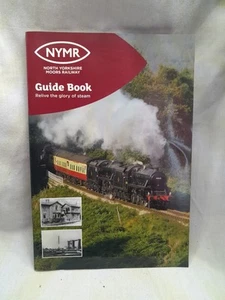 NYMR
NORTH YORKSHIRE
MOORS RAILWAY
Guide Book
Relive the glory of steam